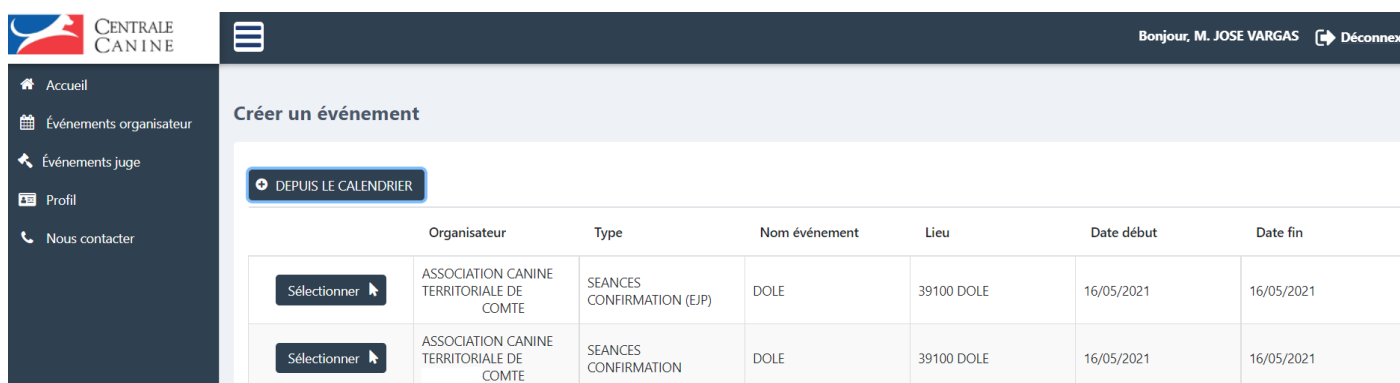 CENTRALE
CANINE
Bonjour, M. JOSE VARGAS Déconnex
Accueil
Événements organisateur
Événements juge
Profil
Nous contacter
Créer un événement
DEPUIS LE CALENDRIER
Organisateur Type Nom événement Lieu Date début Date fin
Sélectionner
ASSOCIATION CANINE
TERRITORIALE DE
COMTE
SEANCES
CONFIRMATION (EJP)
DOLE
39100 DOLE
16/05/2021
16/05/2021
Sélectionner
ASSOCIATION CANINE
TERRITORIALE DE
COMTE
SEANCES
CONFIRMATION
DOLE
39100 DOLE
16/05/2021
16/05/2021